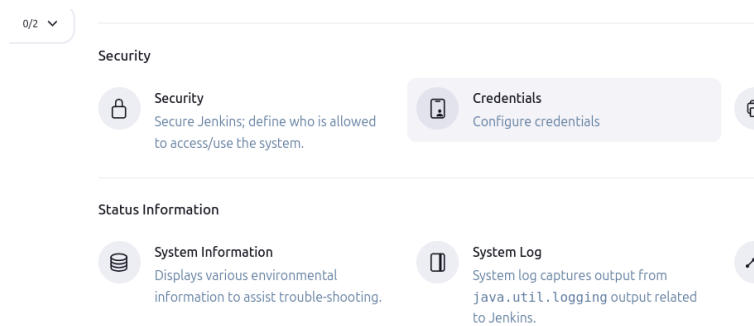 0/2
Security
Security
Secure Jenkins; define who is allowed
to access/use the system.
Credentials
Configure credentials
Status Information
System Information
Displays various environmental
information to assist trouble-shooting.
System Log
System log captures output from
java.util.logging output related
to Jenkins.